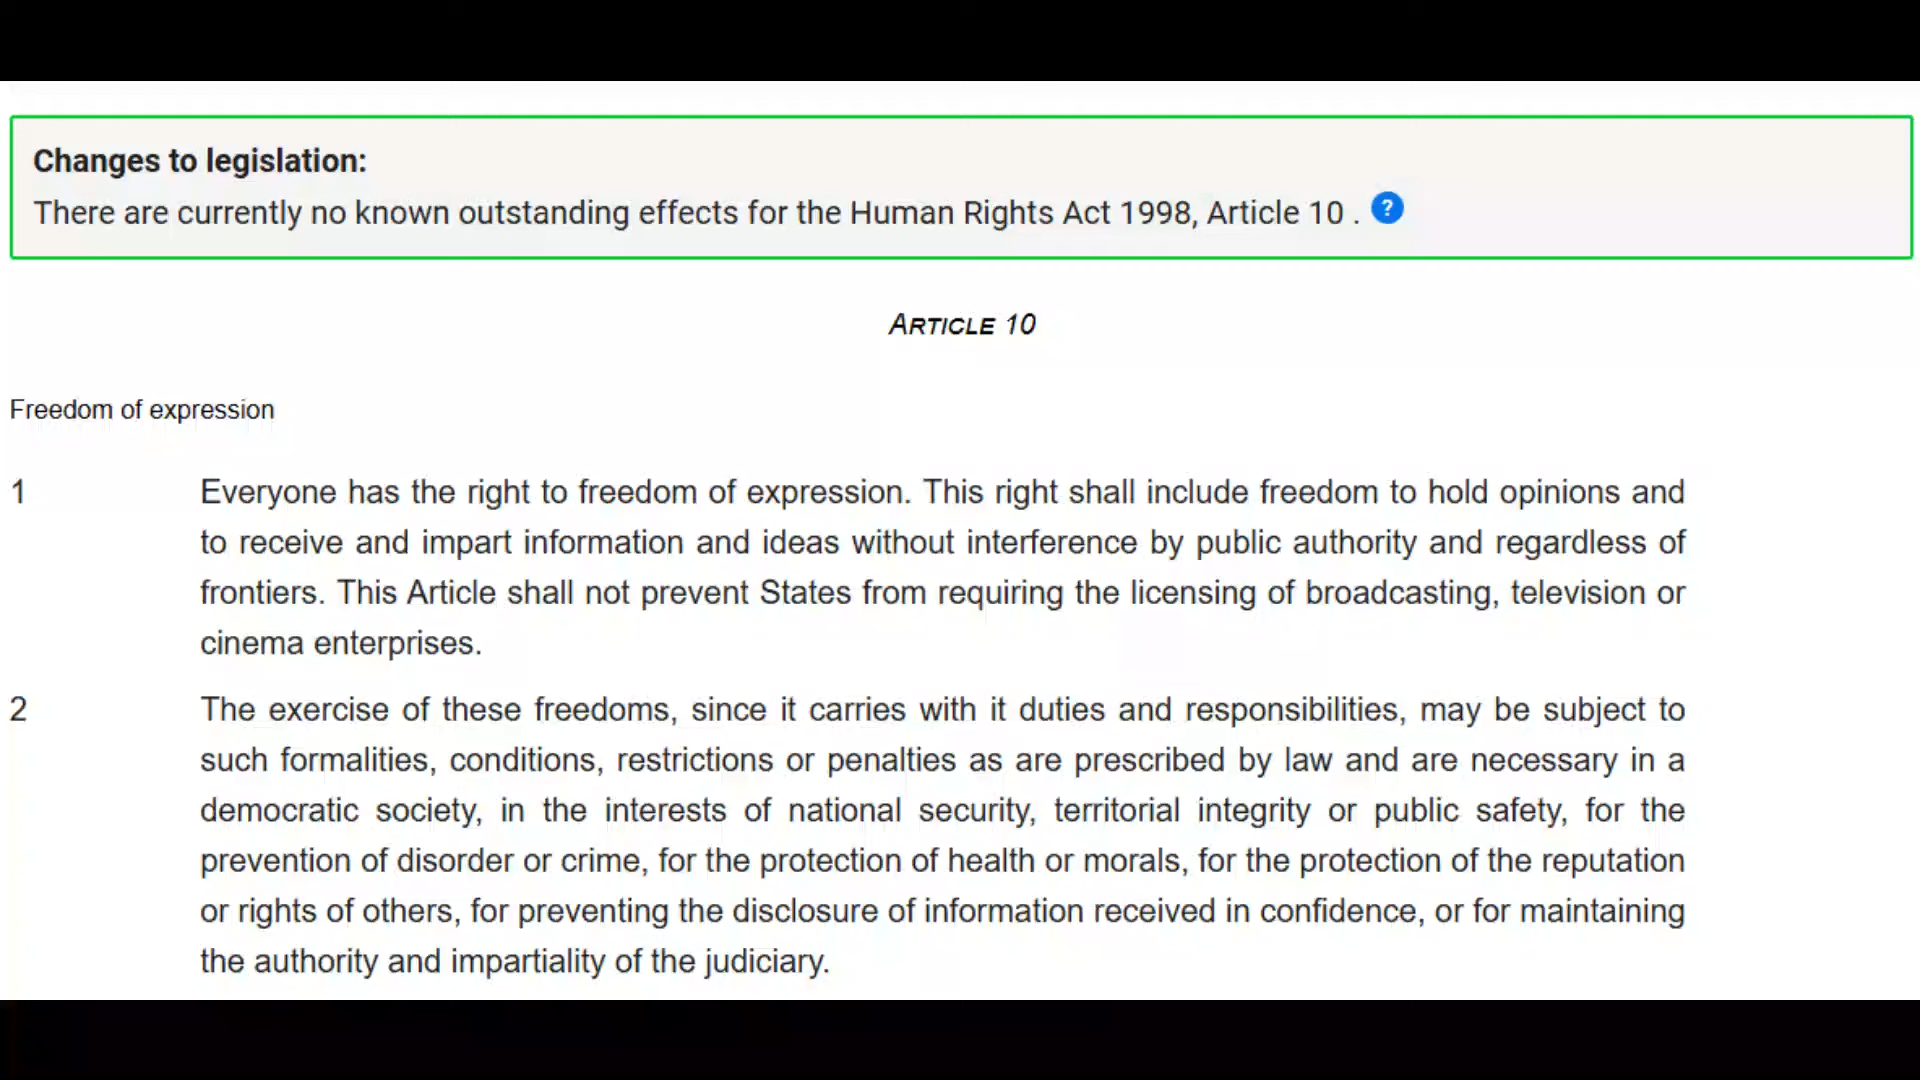 Changes to legislation:
There are currently no known outstanding effects for the Human Rights Act 1998, Article 10 . ?
ARTICLE 10
Freedom of expression
1 Everyone has the right to freedom of expression. This right shall include freedom to hold opinions and
to receive and impart information and ideas without interference by public authority and regardless of
frontiers. This Article shall not prevent States from requiring the licensing of broadcasting, television or
cinema enterprises.
2 The exercise of these freedoms, since it carries with it duties and responsibilities, may be subject to
such formalities, conditions, restrictions or penalties as are prescribed by law and are necessary in a
democratic society, in the interests of national security, territorial integrity or public safety, for the
prevention of disorder or crime, for the protection of health or morals, for the protection of the reputation
or rights of others, for preventing the disclosure of information received in confidence, or for maintaining
the authority and impartiality of the judiciary.